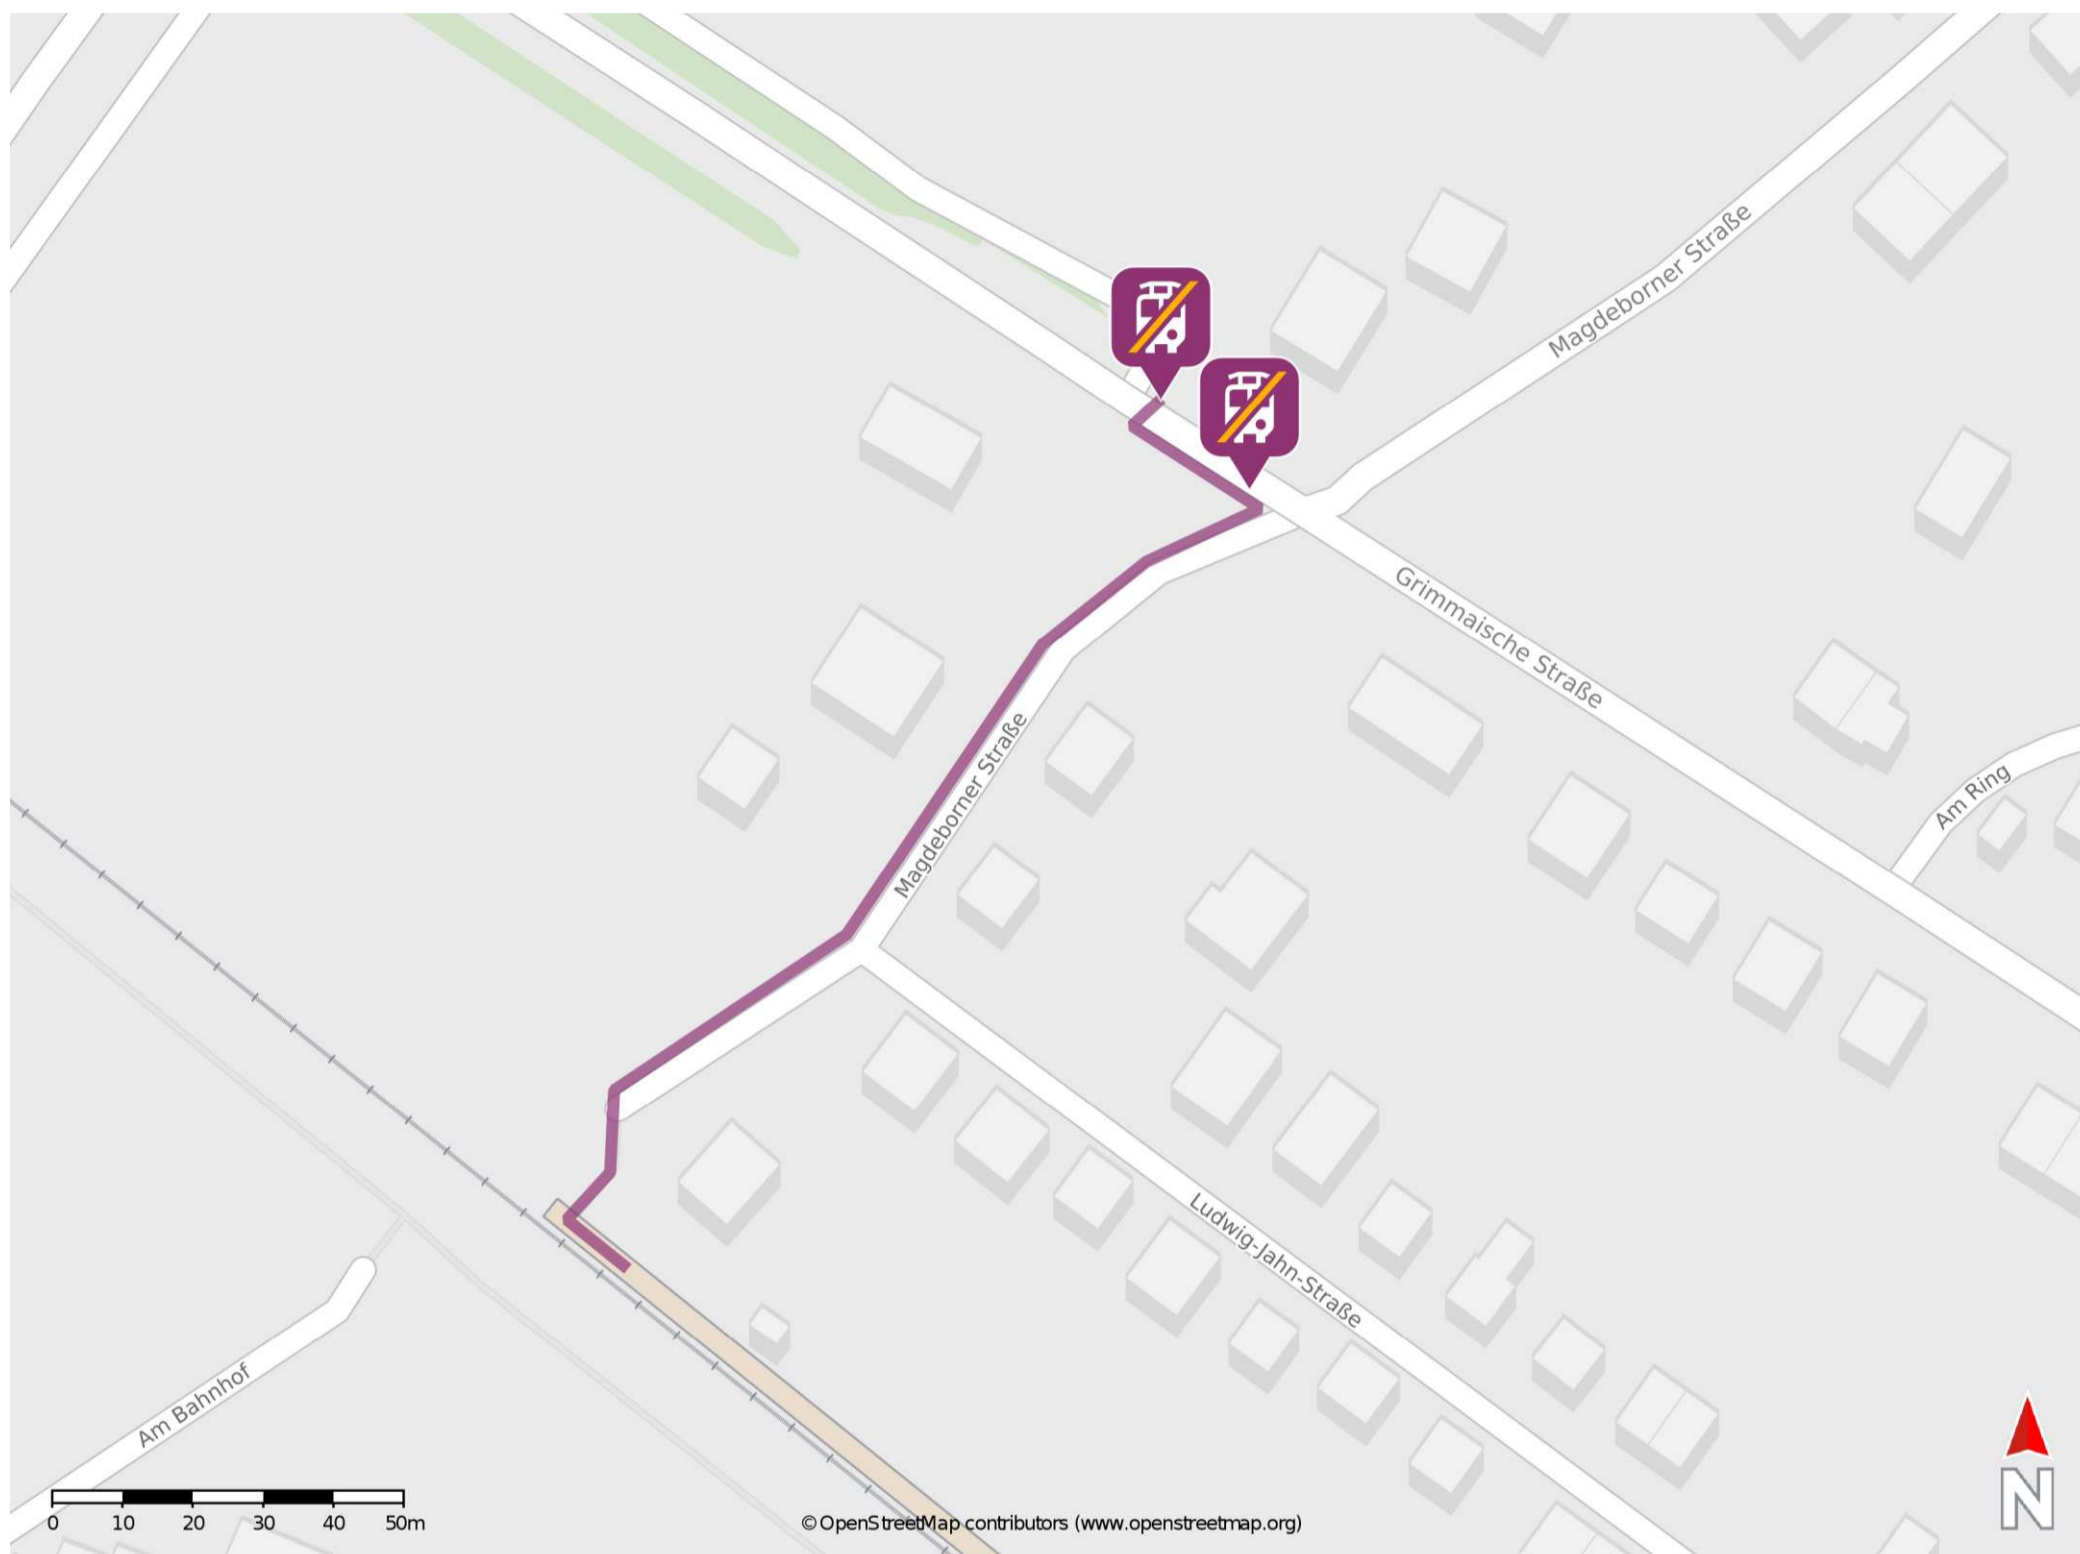 Magdeborner Straße
Grimmaische Straße
Magdeborner Straße
Am Ring
Ludwig-Jahn-Straße
Am Bahnhof
0 10 20 30 40 50m
© OpenStreetMap contributors (www.openstreetmap.org)
N